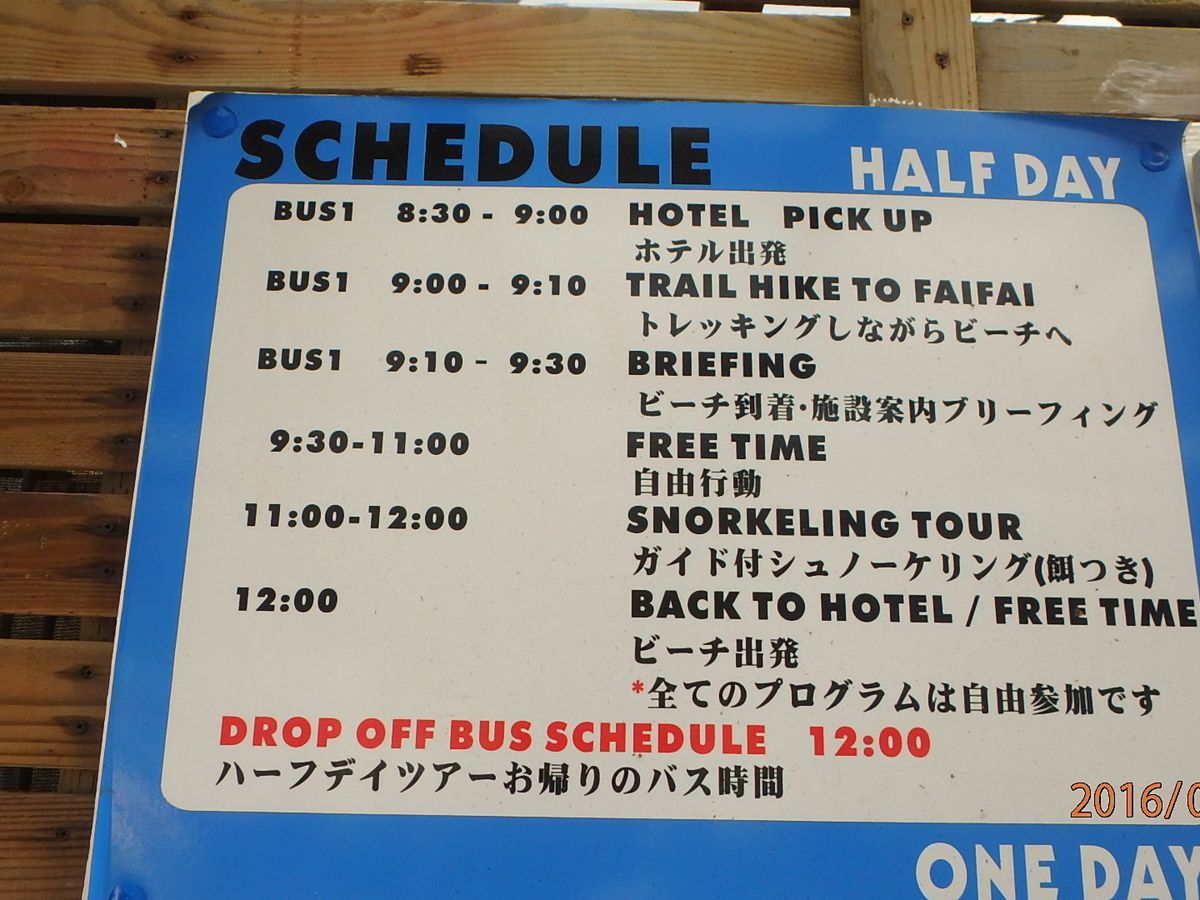 SCHEDULE HALF DAY
BUS1 8:30 - 9:00 HOTEL PICK UP
ホテル出発
BUS1 9:00 - 9:10 TRAIL HIKE TO FAIFAI
トレッキングしながらビーチへ
BUS1 9:10 - 9:30 BRIEFING
ビーチ到着・施設案内ブリーフィング
9:30-11:00 FREE TIME
自由行動
11:00-12:00 SNORKELING TOUR
ガイド付シュノーケリング(餌つき)
12:00 BACK TO HOTEL / FREE TIME
ビーチ出発
*全てのプログラムは自由参加です
DROP OFF BUS SCHEDULE 12:00
ハーフデイツアーお帰りのバス時間
2016/0
ONE DAY